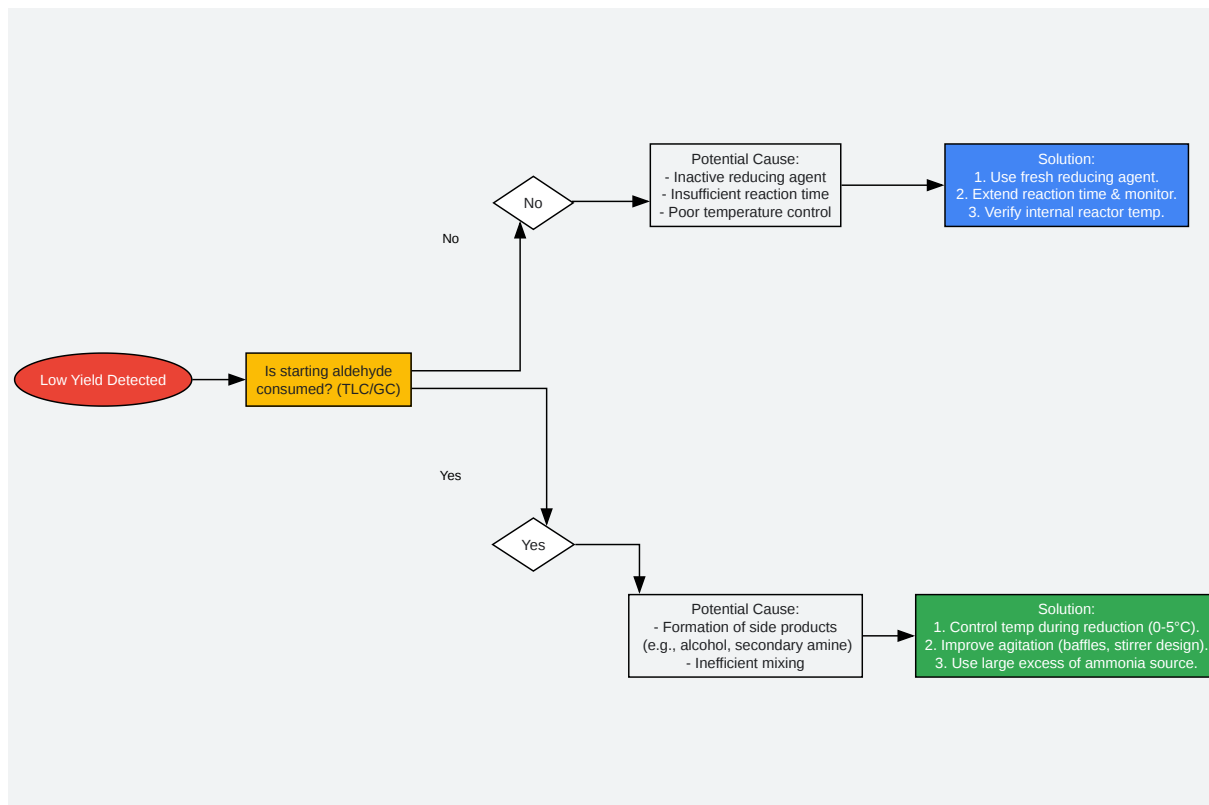 Low Yield Detected
Is starting aldehyde
consumed? (TLC/GC)
No
No
Potential Cause:
- Inactive reducing agent
- Insufficient reaction time
- Poor temperature control
Solution:
1. Use fresh reducing agent.
2. Extend reaction time & monitor.
3. Verify internal reactor temp.
Yes
Yes
Potential Cause:
- Formation of side products
(e.g., alcohol, secondary amine)
- Inefficient mixing
Solution:
1. Control temp during reduction (0-5°C).
2. Improve agitation (baffles, stirrer design).
3. Use large excess of ammonia source.